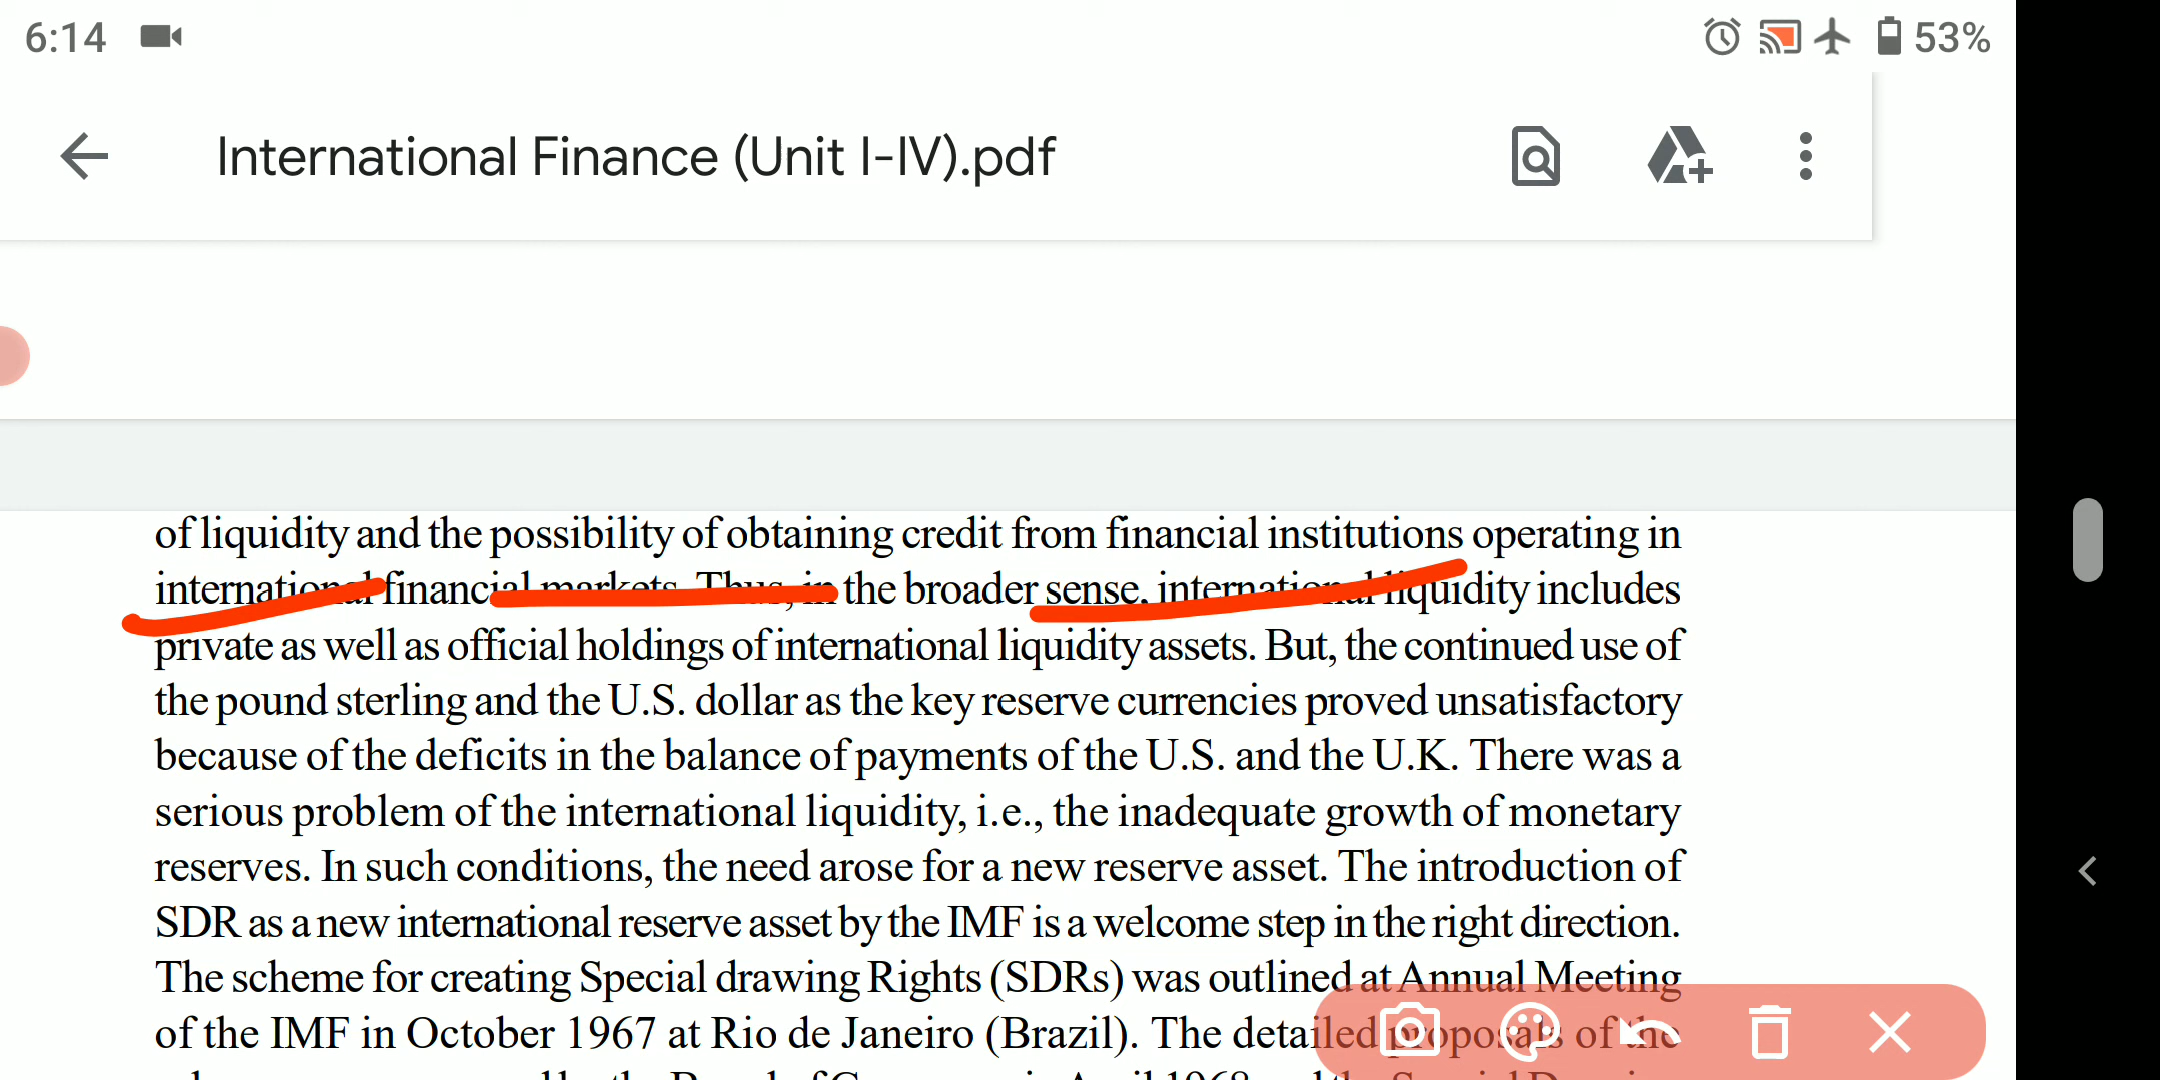 6:14
53%
International Finance (Unit I-IV).pdf
of liquidity and the possibility of obtaining credit from financial institutions operating in
international financial markets. Thus, in the broader sense, international liquidity includes
private as well as official holdings of international liquidity assets. But, the continued use of
the pound sterling and the U.S. dollar as the key reserve currencies proved unsatisfactory
because of the deficits in the balance of payments of the U.S. and the U.K. There was a
serious problem of the international liquidity, i.e., the inadequate growth of monetary
reserves. In such conditions, the need arose for a new reserve asset. The introduction of
SDR as a new international reserve asset by the IMF is a welcome step in the right direction.
The scheme for creating Special drawing Rights (SDRs) was outlined at Annual Meeting
of the IMF in October 1967 at Rio de Janeiro (Brazil). The detailed proposals of the